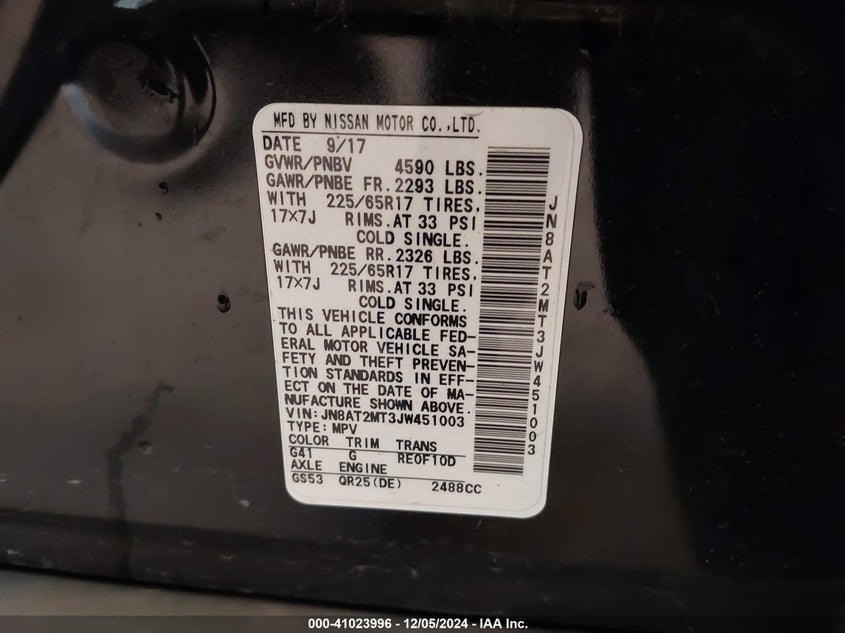 MFD BY NISSAN MOTOR CO.,LTD.
DATE 9/17
GVWR/PNBV 4590 LBS.
GAWR/PNBE FR. 2293 LBS.
WITH 225/65R17 TIRES,
17×7J RIMS.AT 33 PSI
COLD SINGLE.
GAWR/PNBE RR. 2326 LBS.
WITH 225/65R17 TIRES,
17×7J RIMS.AT 33 PSI
COLD SINGLE.
THIS VEHICLE CONFORMS
TO ALL APPLICABLE FED-
ERAL MOTOR VEHICLE SA-
FETY AND THEFT PREVEN-
TION STANDARDS IN EFF-
ECT ON THE DATE OF MA-
NUFACTURE SHOWN ABOVE.
VIN:JN8AT2MT3JW451003
TYPE:MPV
COLOR TRIM TRANS
G41 G RE0F10D
AXLE ENGINE
GS53 QR25(DE) 2488CC
JN8AT2MT3JW451003
000-41023996 - 12/05/2024 - IAA Inc.